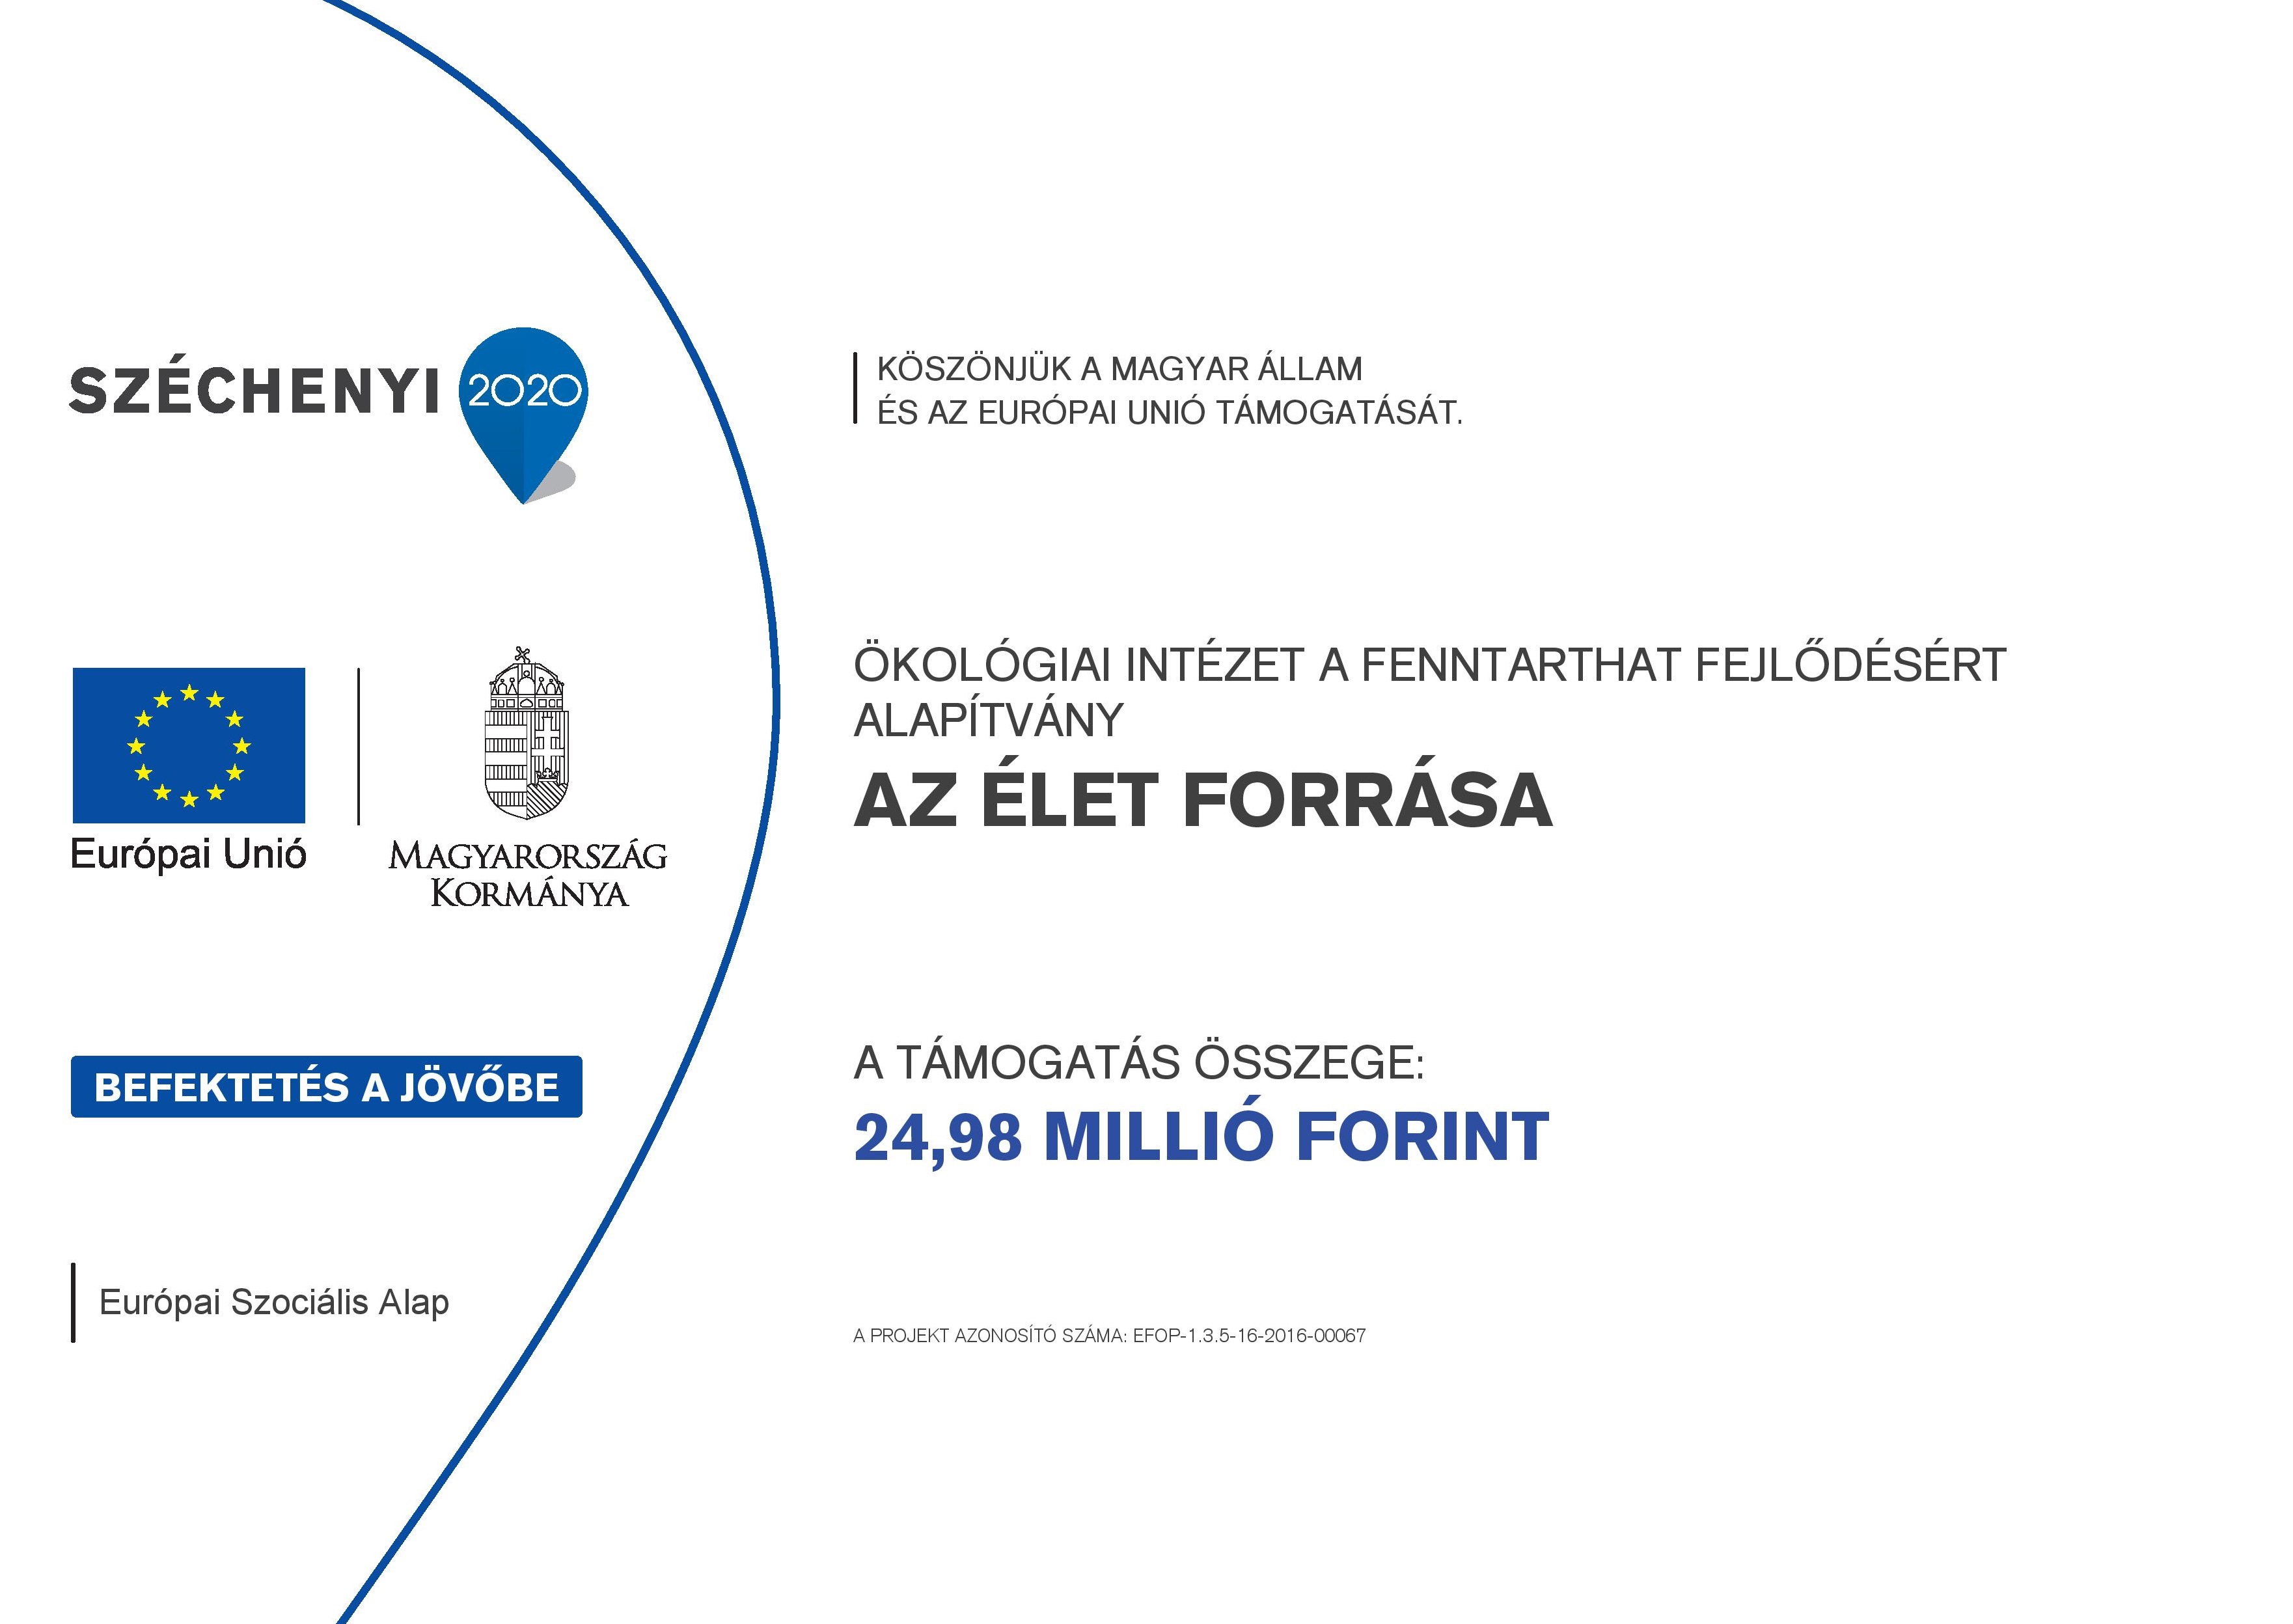 SZÉCHENYI 2020
KÖSZÖNJÜK A MAGYAR ÁLLAM
ÉS AZ EURÓPAI UNIÓ TÁMOGATÁSÁT.
Európai Unió
MAGYARORSZÁG
KORMÁNYA
ÖKOLÓGIAI INTÉZET A FENNTARTHAT FEJLŐDÉSÉRT
ALAPÍTVÁNY
AZ ÉLET FORRÁSA
BEFEKTETÉS A JÖVŐBE
A TÁMOGATÁS ÖSSZEGE:
24,98 MILLIÓ FORINT
Európai Szociális Alap
A PROJEKT AZONOSÍTÓ SZÁMA: EFOP-1.3.5-16-2016-00067